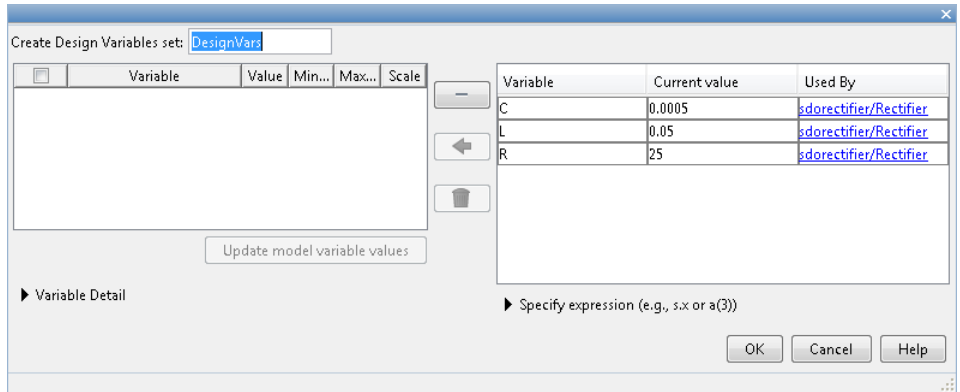 Create Design Variables set: DesignVars
Variable Value Min... Max... Scale
Variable Current value Used By
C 0.0005 sdorectifier/Rectifier
L 0.05 sdorectifier/Rectifier
R 25 sdorectifier/Rectifier
Update model variable values
Variable Detail
Specify expression (e.g., s.x or a(3))
OK Cancel Help